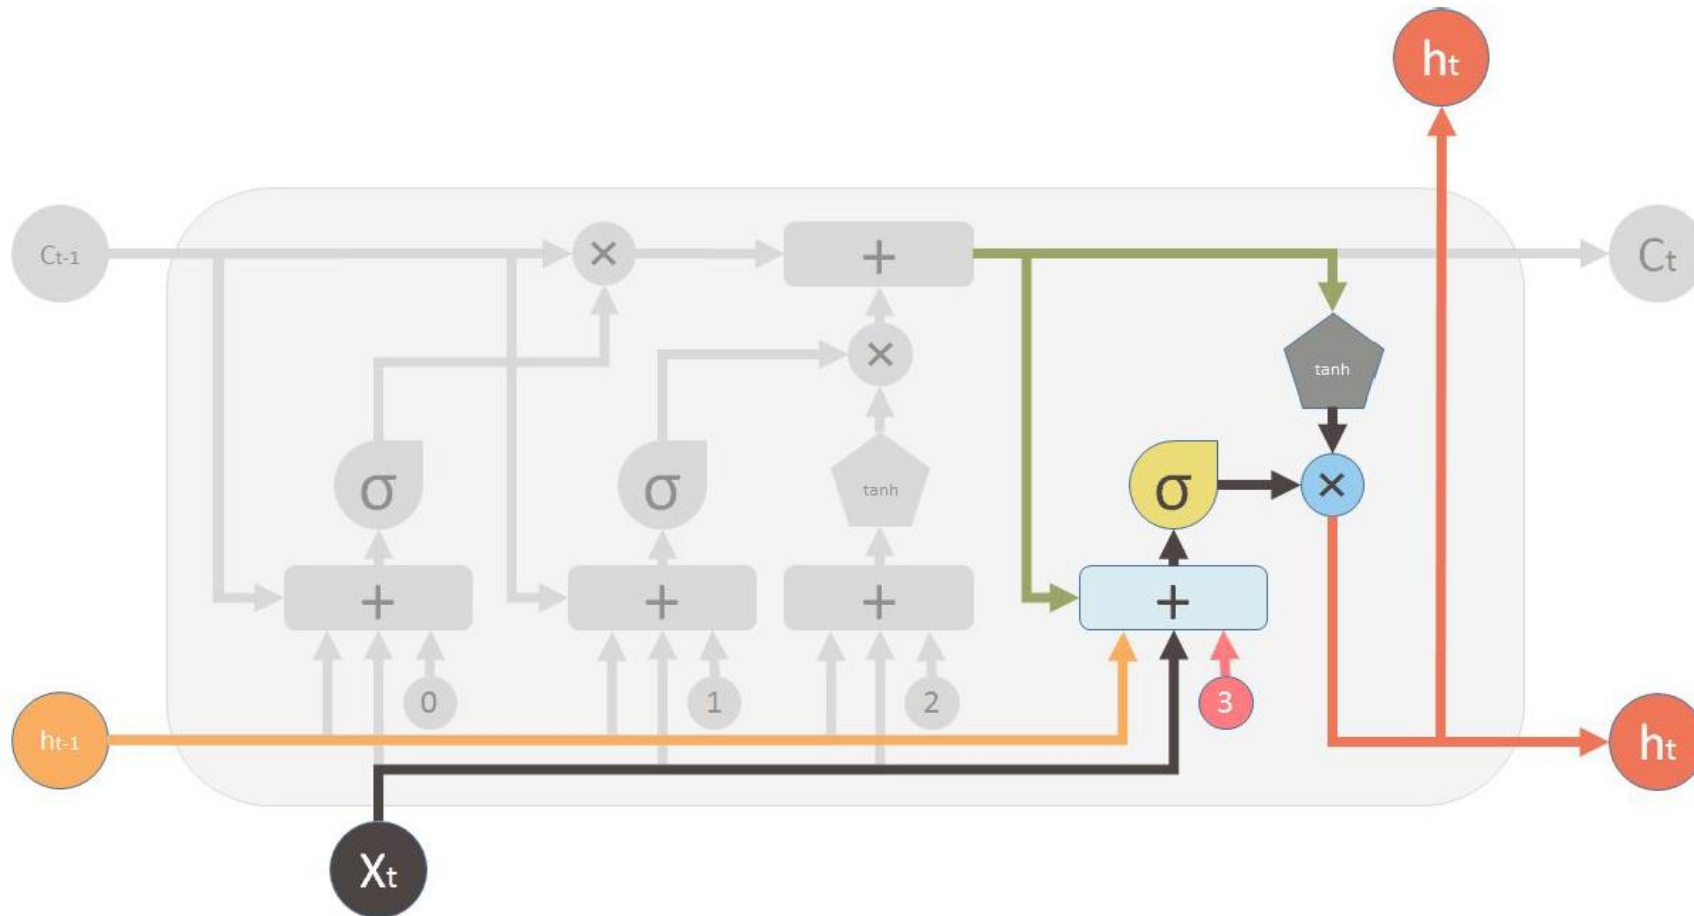 ht
Ct-1
×
+
Ct
×
tanh
σ
σ
tanh
σ
×
+
+
+
+
0
1
2
3
ht-1
ht
Xt